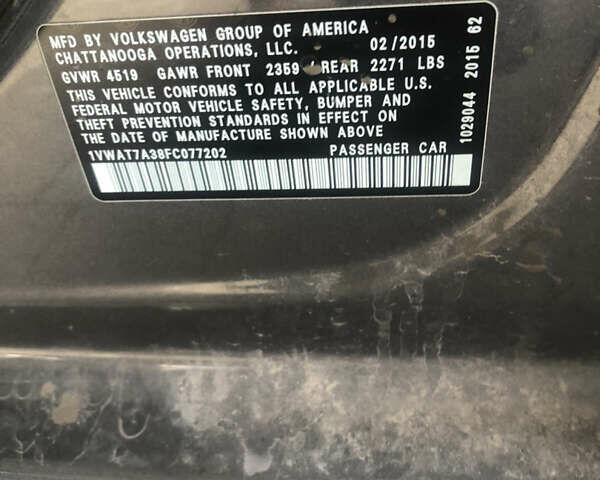 MFD BY VOLKSWAGEN GROUP OF AMERICA
CHATTANOOGA OPERATIONS, LLC. 02/2015
GVWR 4519 GAWR FRONT 2359 / REAR 2271 LBS
THIS VEHICLE CONFORMS TO ALL APPLICABLE U.S.
FEDERAL MOTOR VEHICLE SAFETY, BUMPER AND
THEFT PREVENTION STANDARDS IN EFFECT ON
THE DATE OF MANUFACTURE SHOWN ABOVE
1VWAT7A38FC077202 PASSENGER CAR
1029044 2015 62